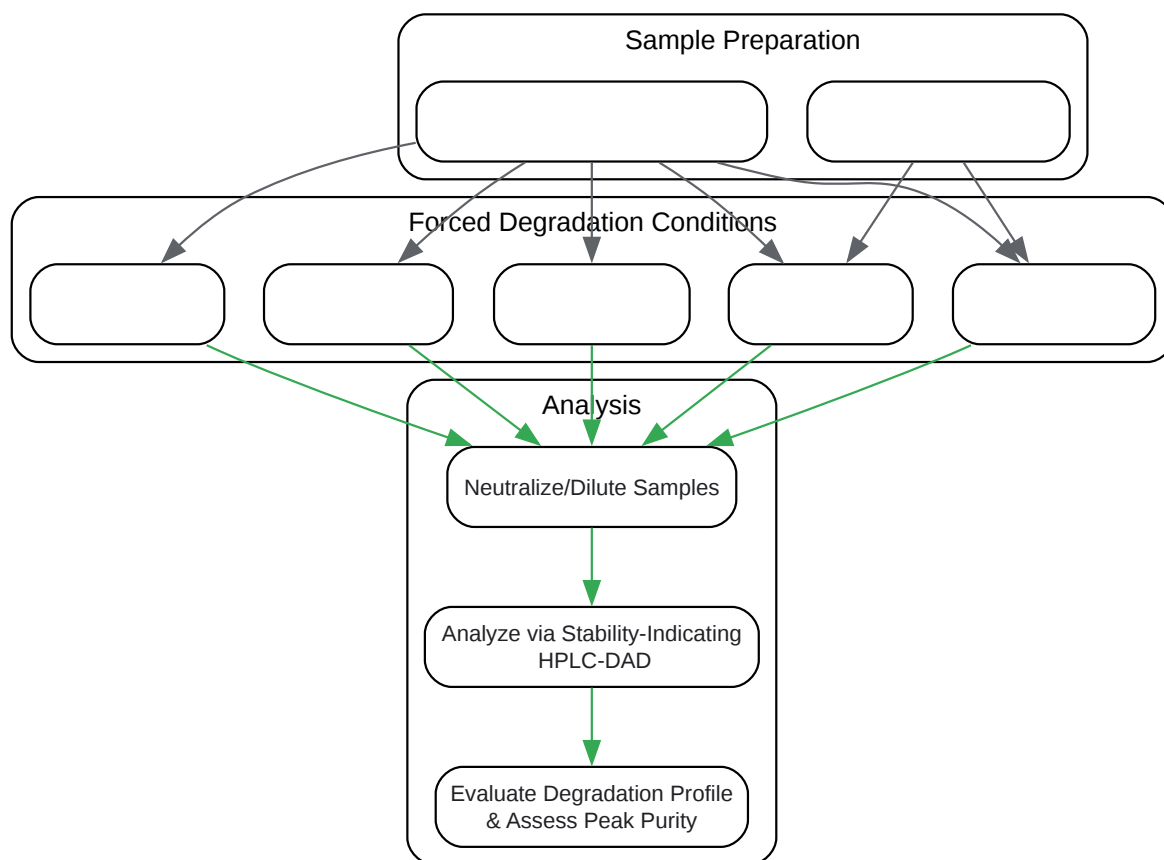 Sample Preparation
Forced Degradation Conditions
Analysis
Neutralize/Dilute Samples
Analyze via Stability-Indicating
HPLC-DAD
Evaluate Degradation Profile
& Assess Peak Purity